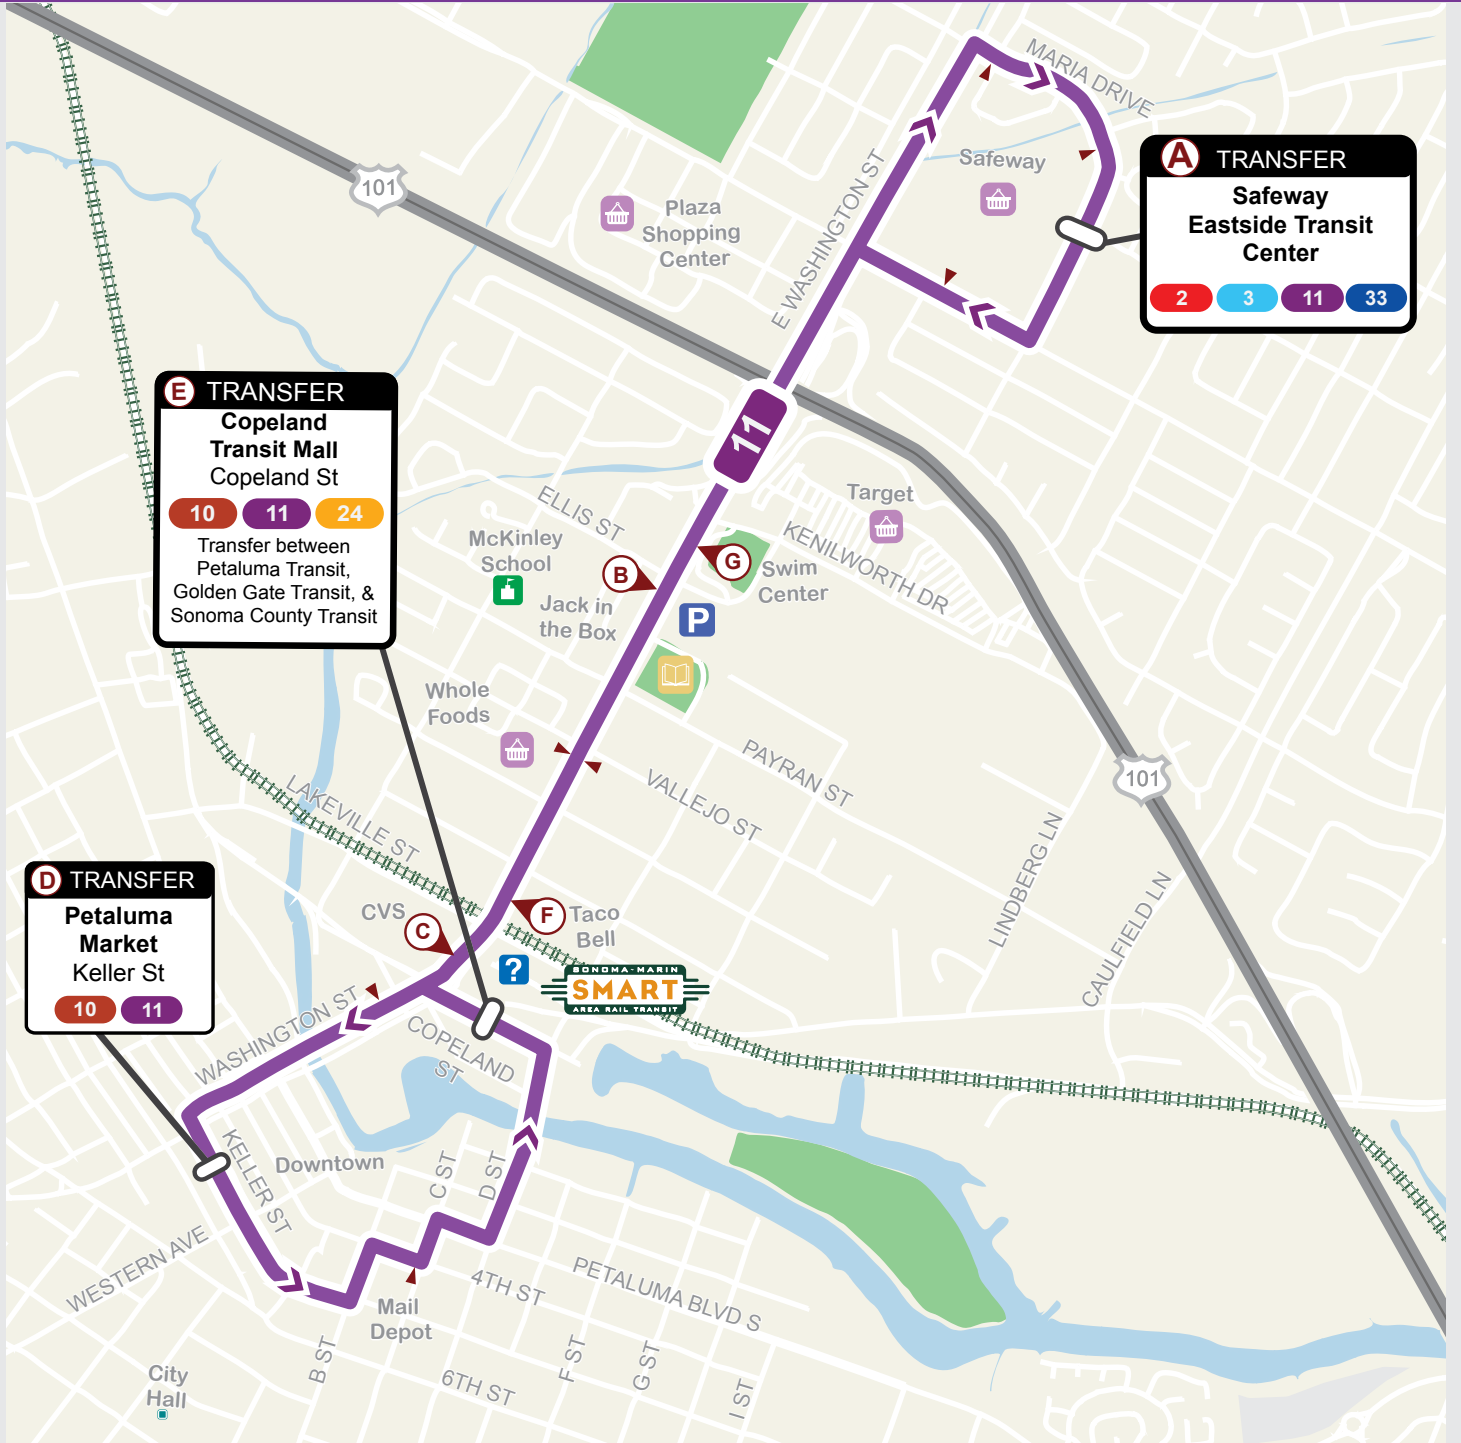 MARIA DRIVE
101
E WASHINGTON ST
Safeway
Plaza
Shopping
Center
A TRANSFER
Safeway
Eastside Transit
Center
2 3 11 33
E TRANSFER
Copeland
Transit Mall
Copeland St
10 11 24
Transfer between
Petaluma Transit,
Golden Gate Transit, &
Sonoma County Transit
11
ELLIS ST
McKinley
School
Target
KENILWORTH DR
B
G
Swim
Center
Jack in
the Box
P
Whole
Foods
PAYRAN ST
VALLEJO ST
101
LAKEVILLE ST
LINDBERG LN
CAULFIELD LN
D TRANSFER
Petaluma
Market
Keller St
10 11
CVS
C
F
Taco
Bell
?
SONOMA-MARIN
SMART
AREA RAIL TRANSIT
WASHINGTON ST
COPELAND
ST
KELLER ST
Downtown
C ST
D ST
WESTERN AVE
4TH ST
PETALUMA BLVD S
Mail
Depot
B ST
F ST
G ST
I ST
6TH ST
City
Hall